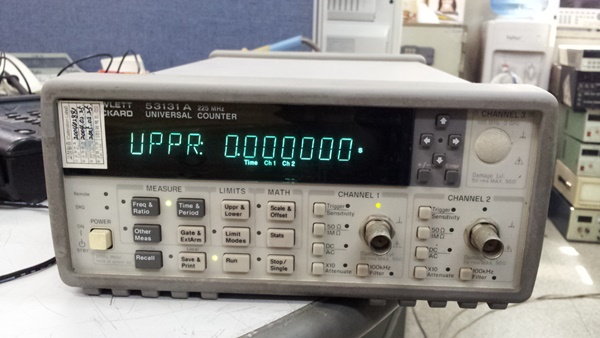 53131A
225 MHz
UNIVERSAL COUNTER
CHANNEL 3
UPPR: 0.000000 s
Time Ch1 Ch2
MEASURE
LIMITS
MATH
CHANNEL 1
CHANNEL 2
Freq & Ratio
Time & Period
Uppr & Lower
Scale & Offset
Trigger Sensitivity
Trigger Sensitivity
Remote
SRQ
POWER
Other Meas
Gate & ExtArm
Limit Modes
Stats
50 Ω
MΩ
50 Ω
DC
AC
DC
AC
Recall
Save & Print
Run
Stop/Single
X10 Attenuate
100kHz Filter
X10 Attenuate
100kHz Filter